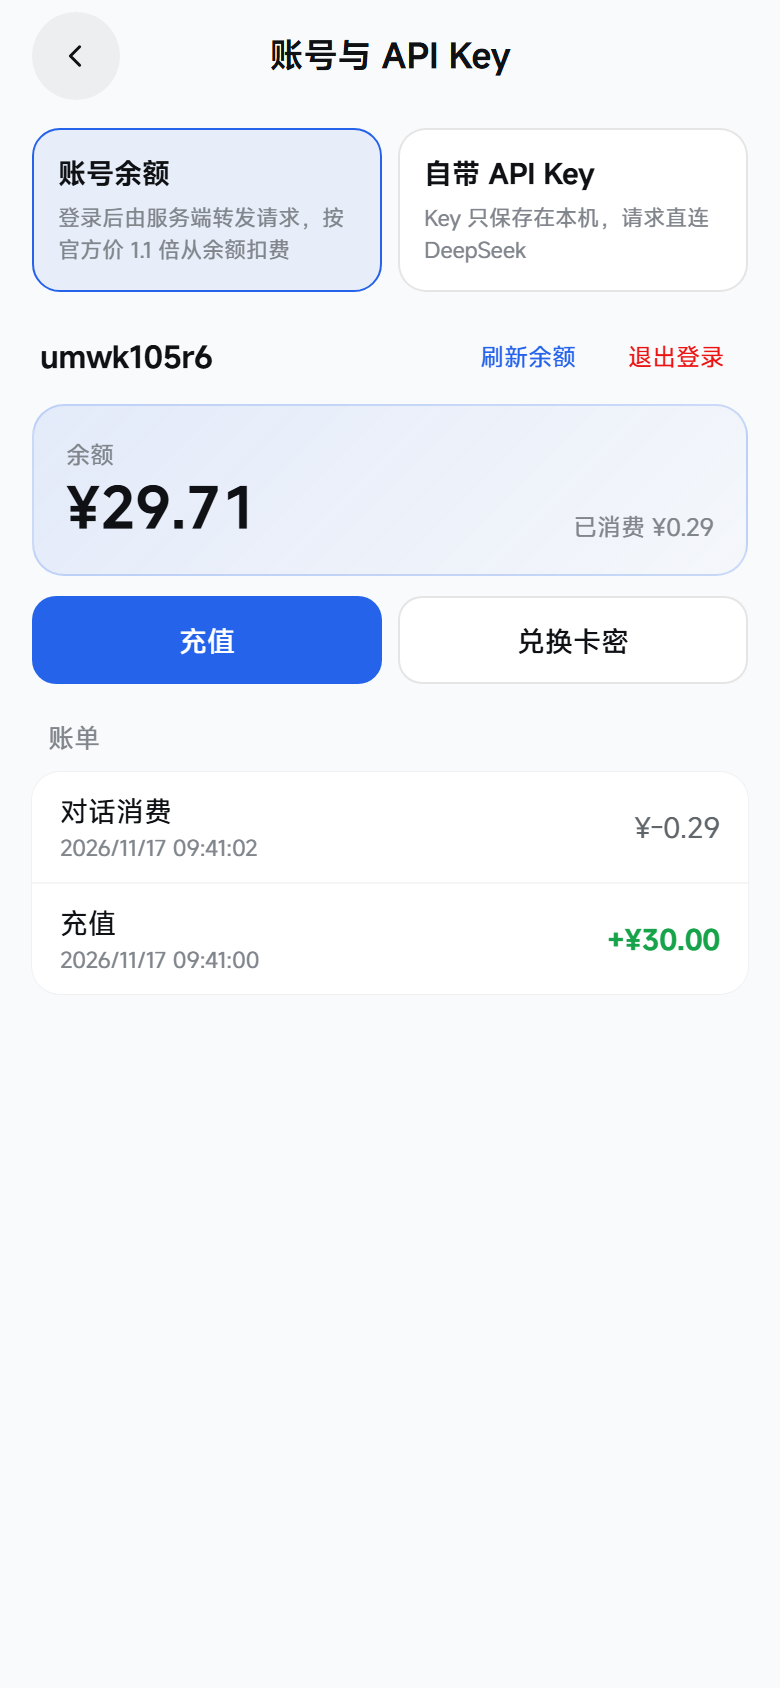 账号与 API Key
账号余额
登录后由服务端转发请求，按
官方价 1.1 倍从余额扣费
自带 API Key
Key 只保存在本机，请求直连
DeepSeek
umwk105r6
刷新余额
退出登录
余额
¥29.71
已消费 ¥0.29
充值
兑换卡密
账单
对话消费
2026/11/17 09:41:02
¥-0.29
充值
2026/11/17 09:41:00
+¥30.00